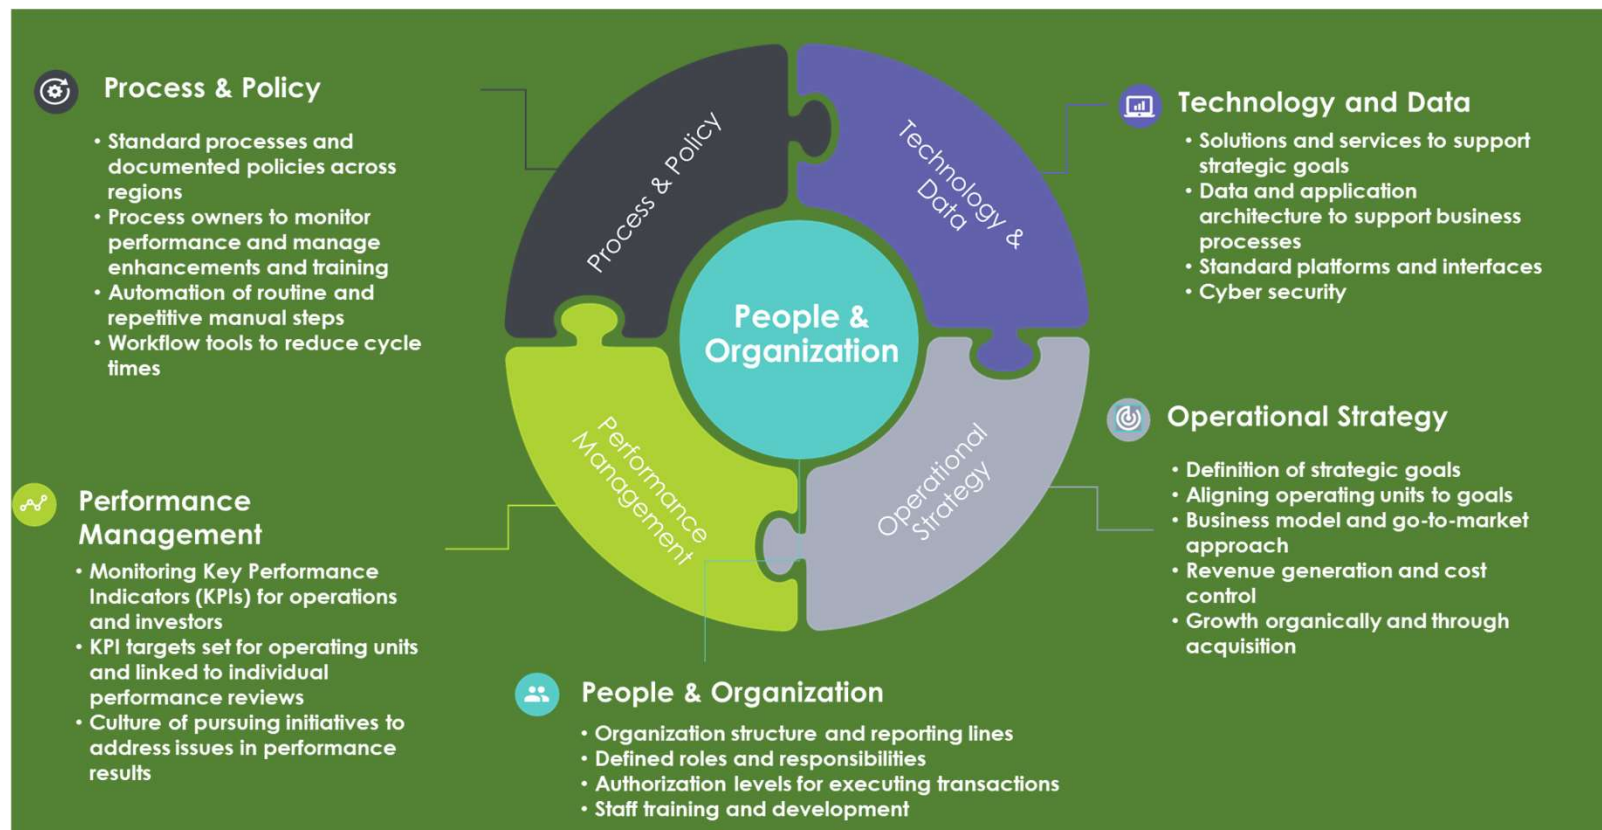 Process & Policy
• Standard processes and
documented policies across
regions
• Process owners to monitor
performance and manage
enhancements and training
• Automation of routine and
repetitive manual steps
• Workflow tools to reduce cycle
times
Performance
Management
• Monitoring Key Performance
Indicators (KPIs) for operations
and investors
• KPI targets set for operating units
and linked to individual
performance reviews
• Culture of pursuing initiatives to
address issues in performance
results
Process & Policy
Technology &
Data
People &
Organization
Performance
Management
Operational
Strategy
People & Organization
• Organization structure and reporting lines
• Defined roles and responsibilities
• Authorization levels for executing transactions
• Staff training and development
Technology and Data
• Solutions and services to support
strategic goals
• Data and application
architecture to support business
processes
• Standard platforms and interfaces
• Cyber security
Operational Strategy
• Definition of strategic goals
• Aligning operating units to goals
• Business model and go-to-market
approach
• Revenue generation and cost
control
• Growth organically and through
acquisition